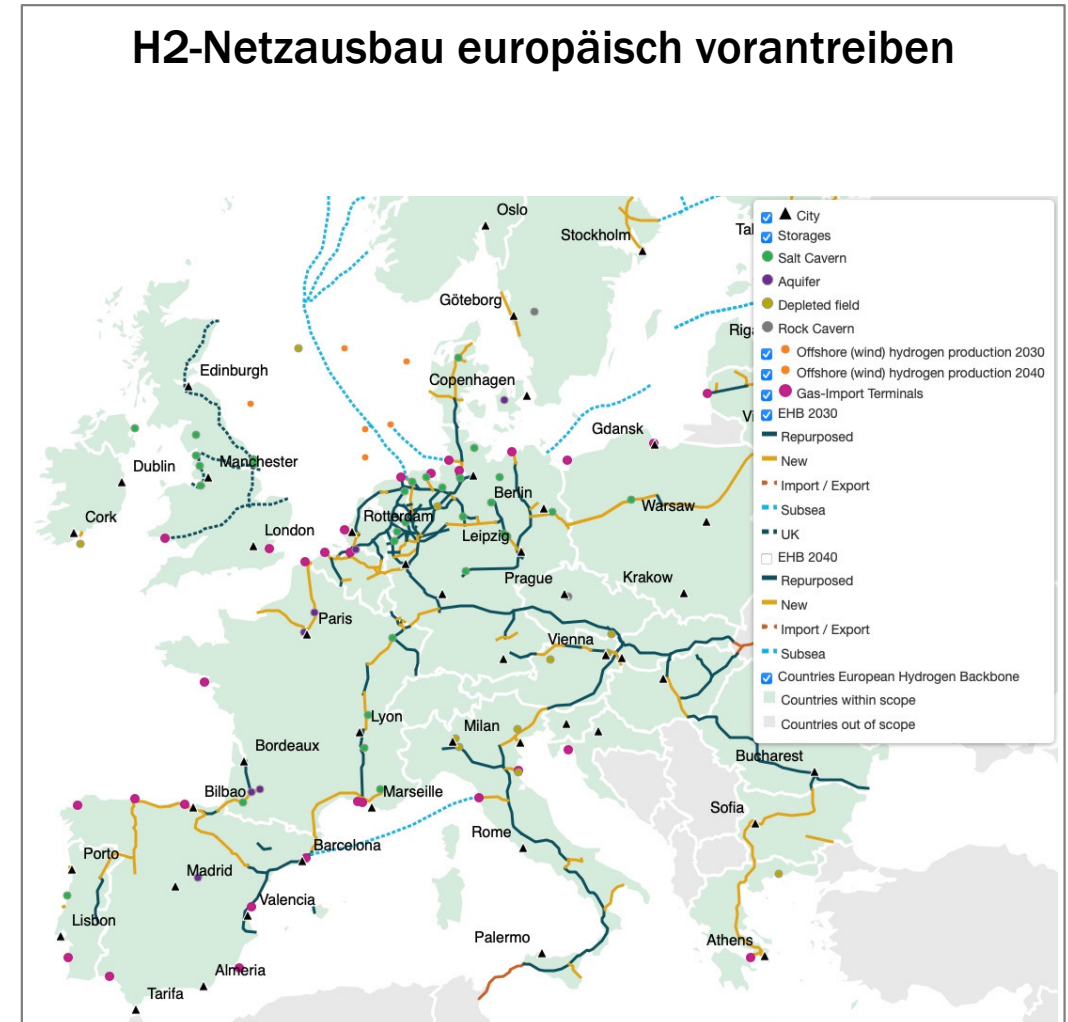 H2-Netzausbau europäisch vorantreiben
Oslo
Stockholm
Göteborg
Edinburgh
Copenhagen
Gdansk
Dublin
Manchester
Berlin
Warsaw
Cork
London
Rotterdam
Leipzig
Prague
Krakow
Paris
Vienna
Lyon
Milan
Bordeaux
Bucharest
Bilbao
Marseille
Sofia
Rome
Barcelona
Porto
Madrid
Valencia
Lisbon
Palermo
Athens
Almeria
Tarifa
City
Storages
Salt Cavern
Aquifer
Depleted field
Rock Cavern
Offshore (wind) hydrogen production 2030
Offshore (wind) hydrogen production 2040
Gas-Import Terminals
EHB 2030
Repurposed
New
Import / Export
Subsea
UK
EHB 2040
Repurposed
New
Import / Export
Subsea
Countries European Hydrogen Backbone
Countries within scope
Countries out of scope